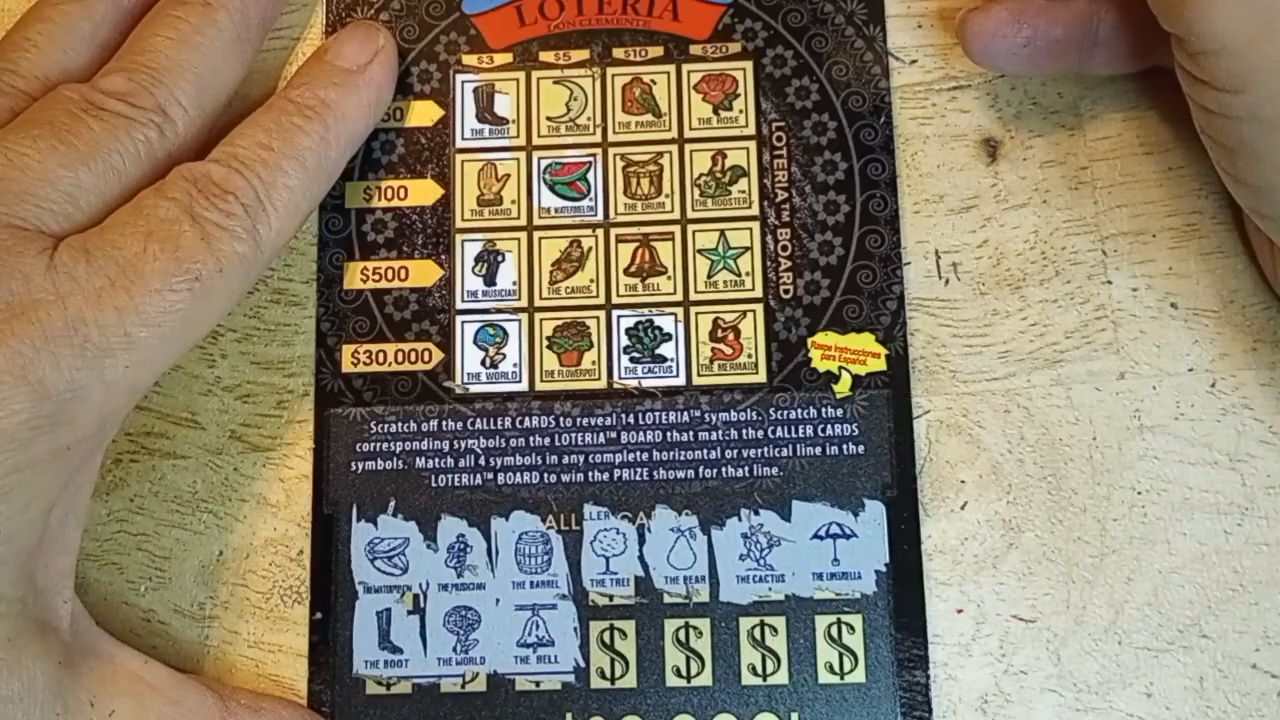 LOTERIA
DON CLEMENTE
$3 $5 $10 $20
THE BOOT THE MOON THE PARROT THE ROSE
$100
THE HAND THE WATERMELON THE DRUM THE ROOSTER
$500
THE MUSICIAN THE CANOE THE BELL THE STAR
$30,000
THE WORLD THE FLOWERPOT THE CACTUS THE MERMAID
LOTERIA™ BOARD
Raspe Instrucciones
para Español.
Scratch off the CALLER CARDS to reveal 14 LOTERIA™ symbols. Scratch the
corresponding symbols on the LOTERIA™ BOARD that match the CALLER CARDS
symbols. Match all 4 symbols in any complete horizontal or vertical line in the
LOTERIA™ BOARD to win the PRIZE shown for that line.
THE WATERMELON THE MUSICIAN THE BARREL THE TREE THE PEAR THE CACTUS THE UMBRELLA
THE BOOT THE WORLD THE BELL $ $ $ $